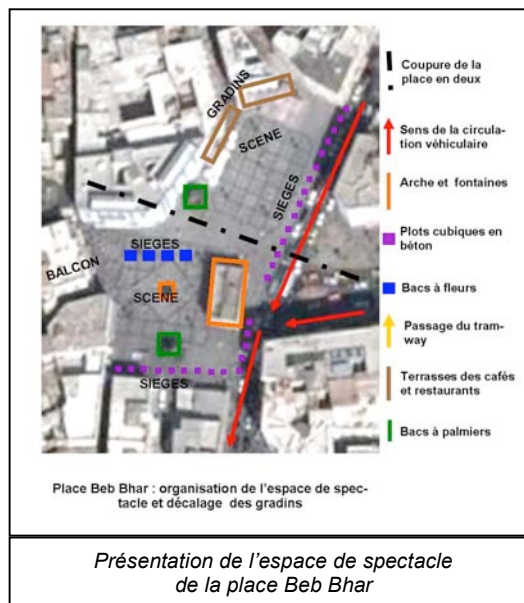 GRADINS
SCENE
SIEGES
SIEGES
BALCON
SCENE
SIEGES
Coupure de la
place en deux
Sens de la circu-
lation véhiculaire
Arche et fontaines
Plots cubiques en
béton
Bacs à fleurs
Passage du tram-
way
Terrasses des cafés
et restaurants
Bacs à palmiers
Place Beb Bhar : organisation de l'espace de spec-
tacle et décalage des gradins
Présentation de l'espace de spectacle
de la place Beb Bhar